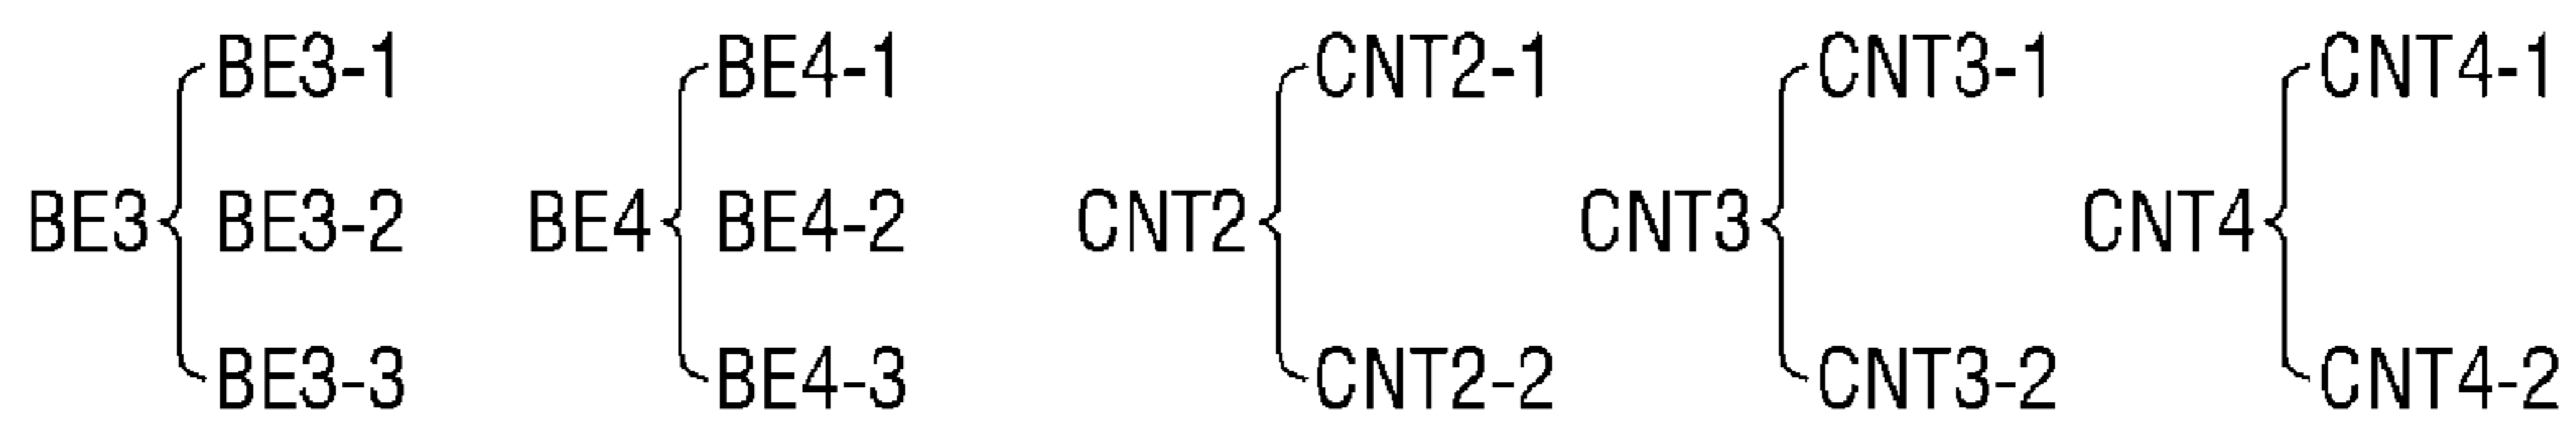 BE3-1 BE4-1 CNT2-1 CNT3-1 CNT4-1
BE3 BE3-2 BE4 BE4-2 CNT2 CNT3 CNT4
BE3-3 BE4-3 CNT2-2 CNT3-2 CNT4-2